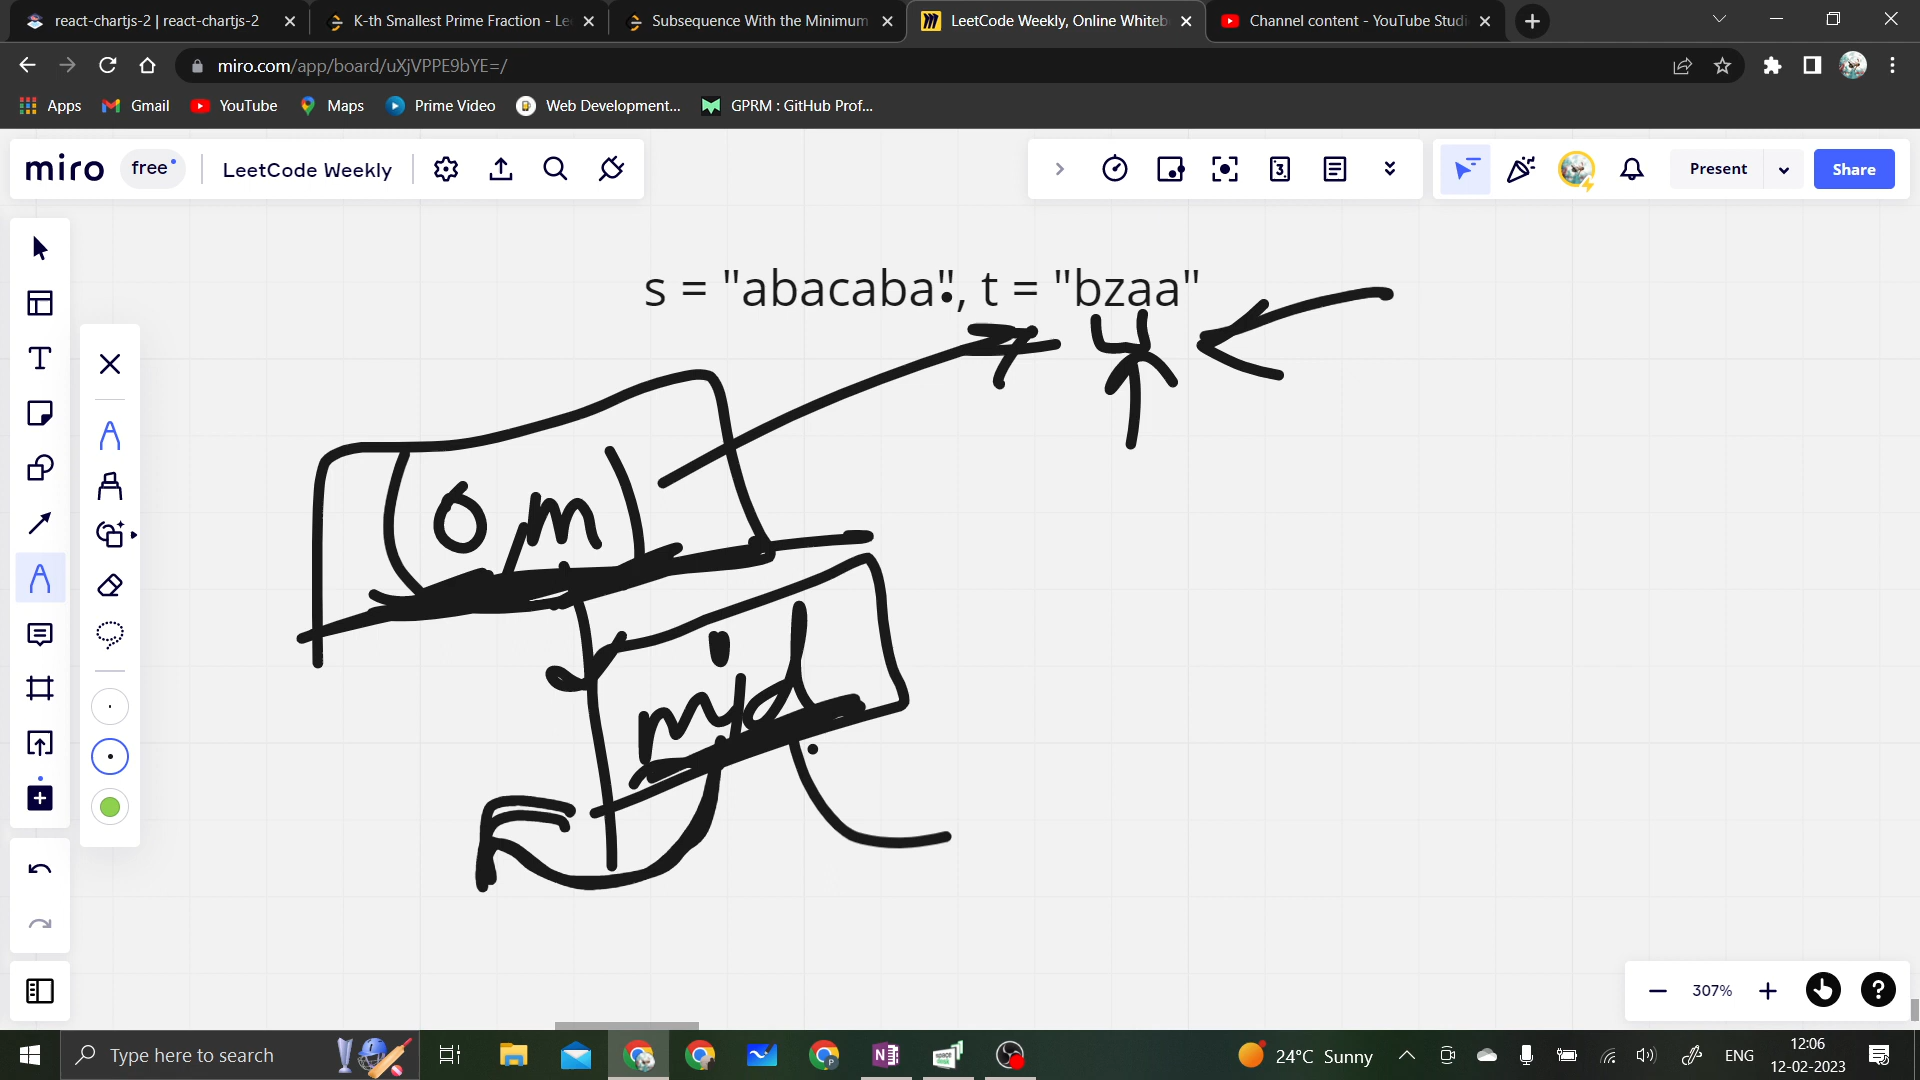 react-chartjs-2 | react-chartjs-2
K-th Smallest Prime Fraction - Le
Subsequence With the Minimum
LeetCode Weekly, Online Whiteb
Channel content - YouTube Studi
miro.com/app/board/uXjVPPE9bYE=/
Apps
Gmail
YouTube
Maps
Prime Video
Web Development...
GPRM : GitHub Prof...
miro
free
LeetCode Weekly
3
Present
Share
s = "abacaba", t = "bzaa"
(0,m)
mid
307%
Type here to search
24°C Sunny
ENG
12:06
12-02-2023